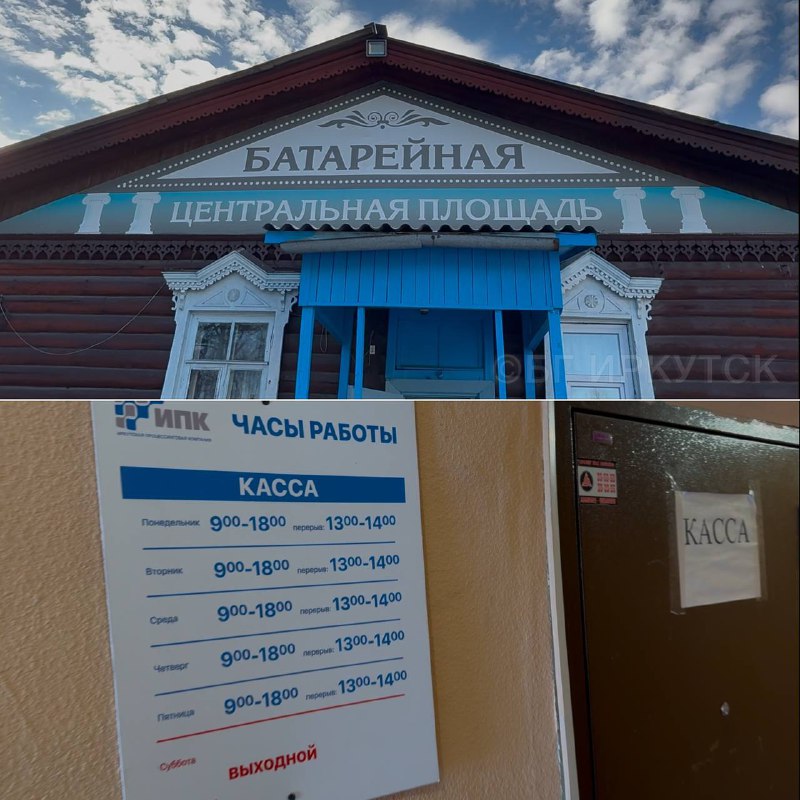 БАТАРЕЙНАЯ
ЦЕНТРАЛЬНАЯ ПЛОЩАДЬ
©БГ ИРКУТСК
ИПК
ЧАСЫ РАБОТЫ
КАССА
Понедельник 9⁰⁰-18⁰⁰ перерыв: 13⁰⁰-14⁰⁰
Вторник 9⁰⁰-18⁰⁰ перерыв: 13⁰⁰-14⁰⁰
Среда 9⁰⁰-18⁰⁰ перерыв: 13⁰⁰-14⁰⁰
Четверг 9⁰⁰-18⁰⁰ перерыв: 13⁰⁰-14⁰⁰
Пятница 9⁰⁰-18⁰⁰ перерыв: 13⁰⁰-14⁰⁰
Суббота ВЫХОДНОЙ
КАССА